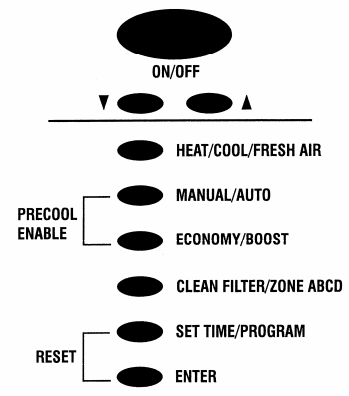 ON/OFF
▼ ▲
HEAT/COOL/FRESH AIR
MANUAL/AUTO
PRECOOL
ENABLE
ECONOMY/BOOST
CLEAN FILTER/ZONE ABCD
SET TIME/PROGRAM
RESET
ENTER